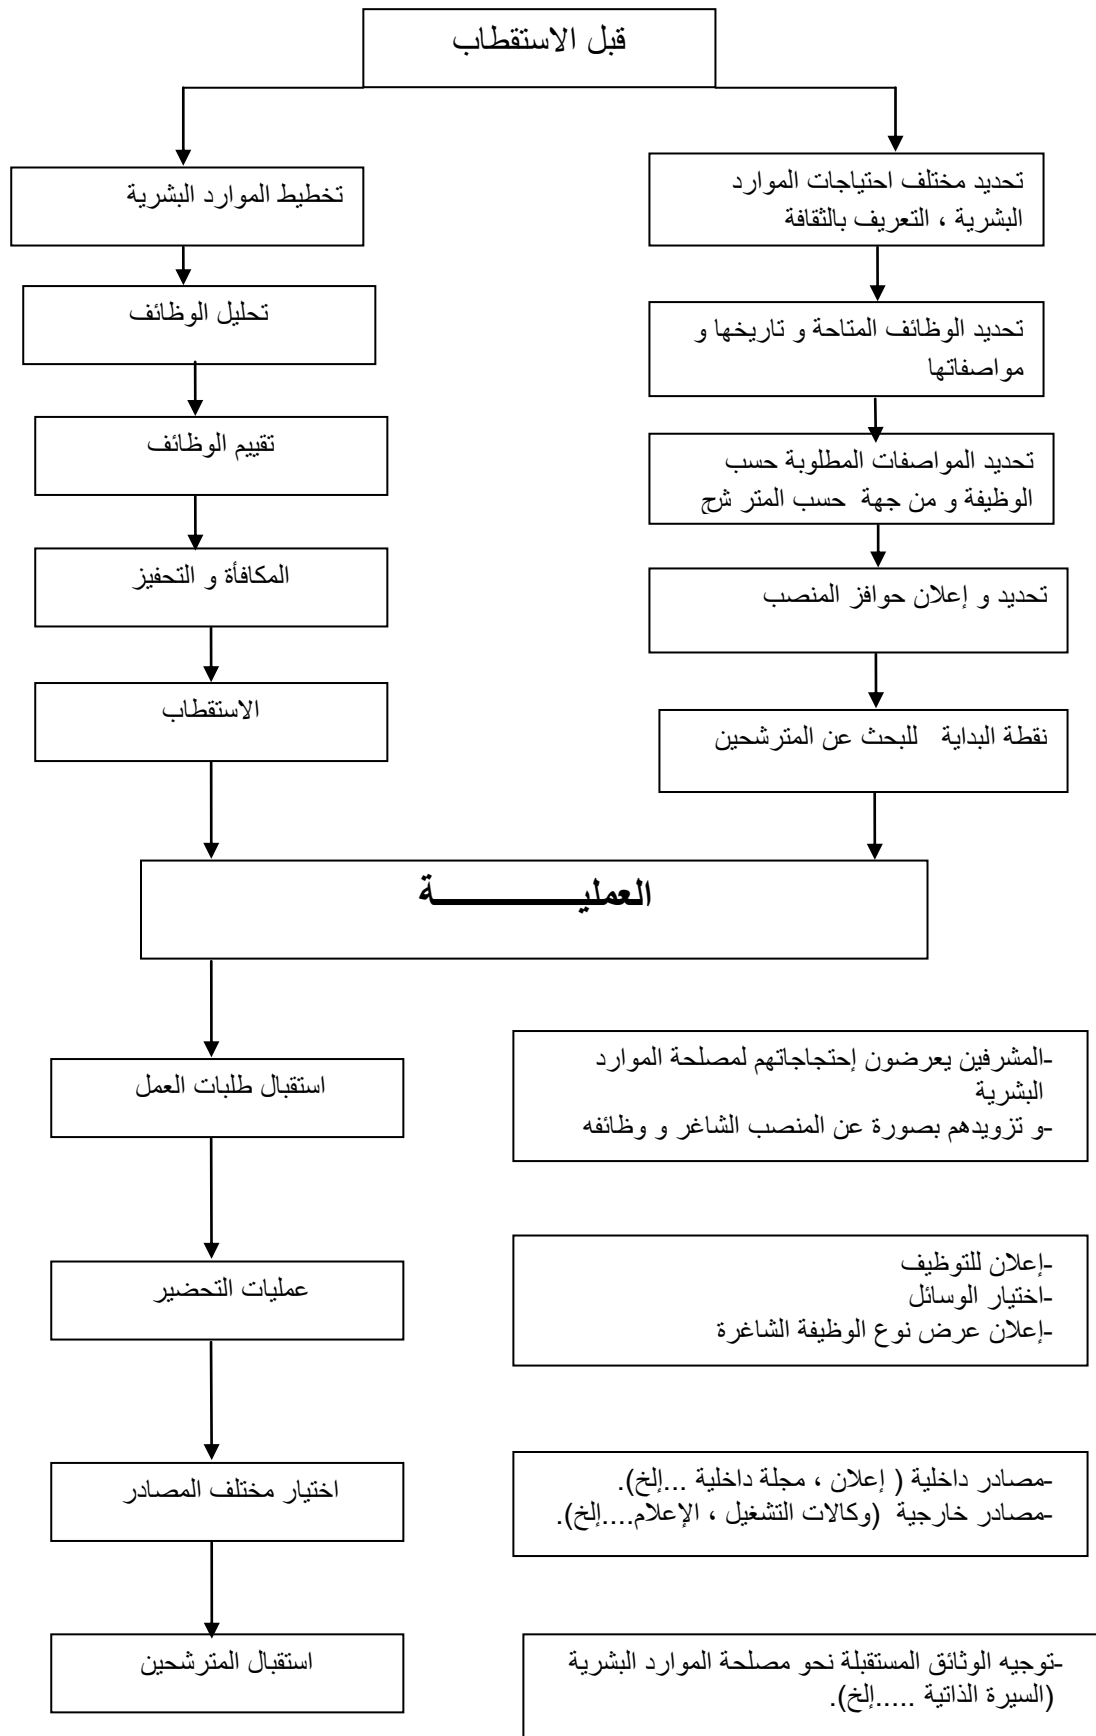 قبل الاستقطاب
تحديد مختلف احتياجات الموارد
البشرية ، التعريف بالثقافة
تخطيط الموارد البشرية
تحديد الوظائف المتاحة و تاريخها و
مواصفاتها
تحليل الوظائف
تحديد المواصفات المطلوبة حسب
الوظيفة و من جهة حسب المتر شح
تقييم الوظائف
تحديد و إعلان حوافز المنصب
المكافأة و التحفيز
نقطة البداية للبحث عن المترشحين
الاستقطاب
العمليـــــــــــــة
-المشرفين يعرضون إحتجاجاتهم لمصلحة الموارد
البشرية
-و تزويدهم بصورة عن المنصب الشاغر و وظائفه
استقبال طلبات العمل
-إعلان للتوظيف
-اختيار الوسائل
-إعلان عرض نوع الوظيفة الشاغرة
عمليات التحضير
-مصادر داخلية ( إعلان ، مجلة داخلية ...إلخ).
-مصادر خارجية (وكالات التشغيل ، الإعلام....إلخ).
اختيار مختلف المصادر
-توجيه الوثائق المستقبلة نحو مصلحة الموارد البشرية
(السيرة الذاتية .....إلخ).
استقبال المترشحين